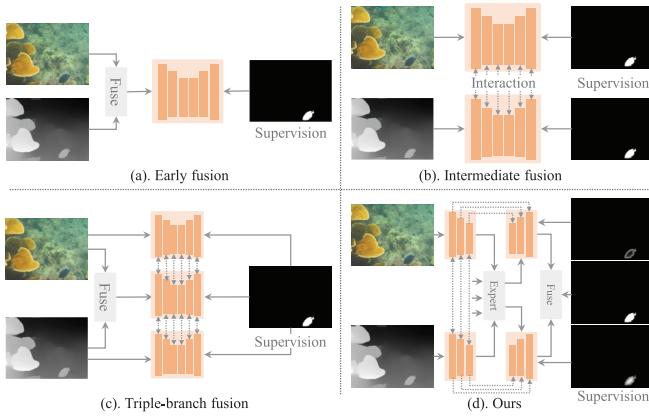 Fuse
Supervision
(a). Early fusion
Interaction
Supervision
(b). Intermediate fusion
Fuse
Supervision
(c). Triple-branch fusion
Expert
Fuse
Supervision
(d). Ours